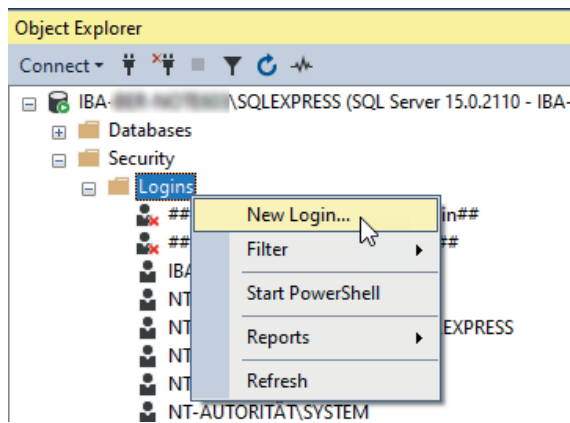 Object Explorer
Connect
IBA- \SQLEXPRESS (SQL Server 15.0.2110 - IBA-
Databases
Security
Logins
## New Login... in##
## Filter ##
IBA
NT Start PowerShell
NT Reports EXPRESS
NT
NT Refresh
NT-AUTORITÄT\SYSTEM